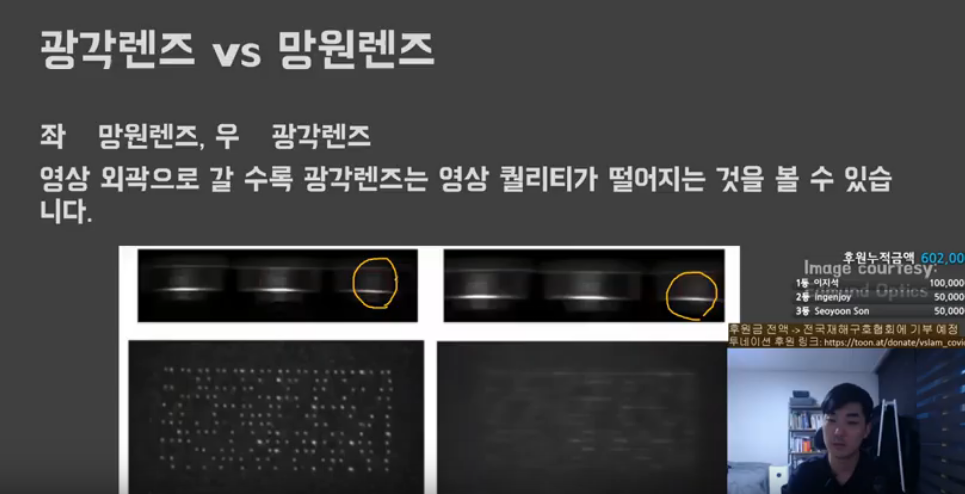 광각렌즈 vs 망원렌즈
좌 망원렌즈, 우 광각렌즈
영상 외곽으로 갈 수록 광각렌즈는 영상 퀄리티가 떨어지는 것을 볼 수 있습
니다.
후원누적금액 602,00
Image courtesy:
Edmund Optics
1등 이지석 100,000
2등 ingenjoy 50,000
3등 Seoyoon Son 50,000
후원금 전액 -> 전국재해구호협회에 기부 예정
투네이션 후원 링크: https://toon.at/donate/vslam_covi